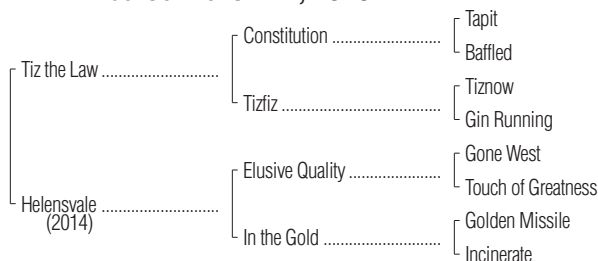 Tapit
Constitution ......................
Baffled
Tiz the Law ........................
Tiznow
Tizfiz ................................
Gin Running
Gone West
Elusive Quality ..................
Touch of Greatness
Helensvale ........................
(2014)
Golden Missile
In the Gold .......................
Incinerate